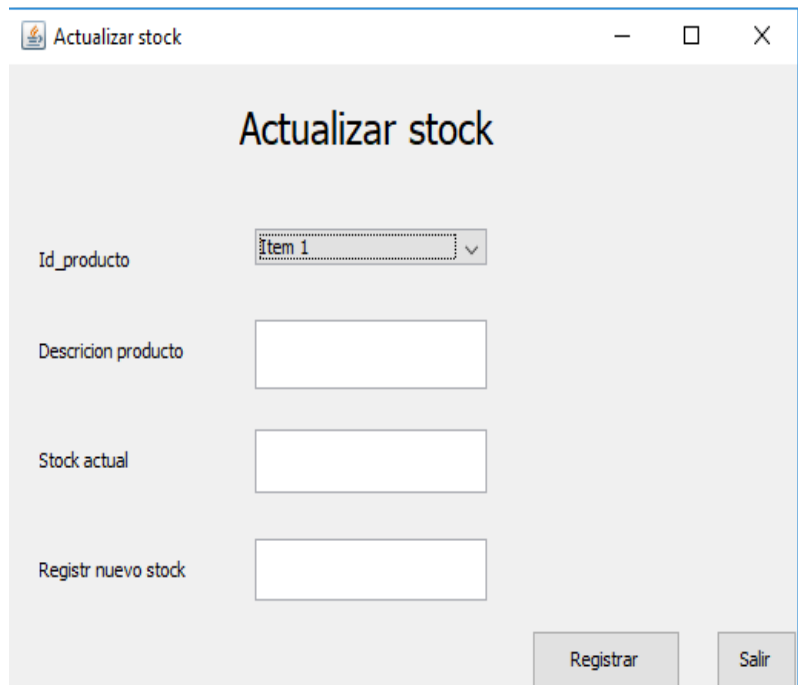 Actualizar stock
Actualizar stock
Id_producto
Item 1
Descricion producto
Stock actual
Registr nuevo stock
Registrar
Salir